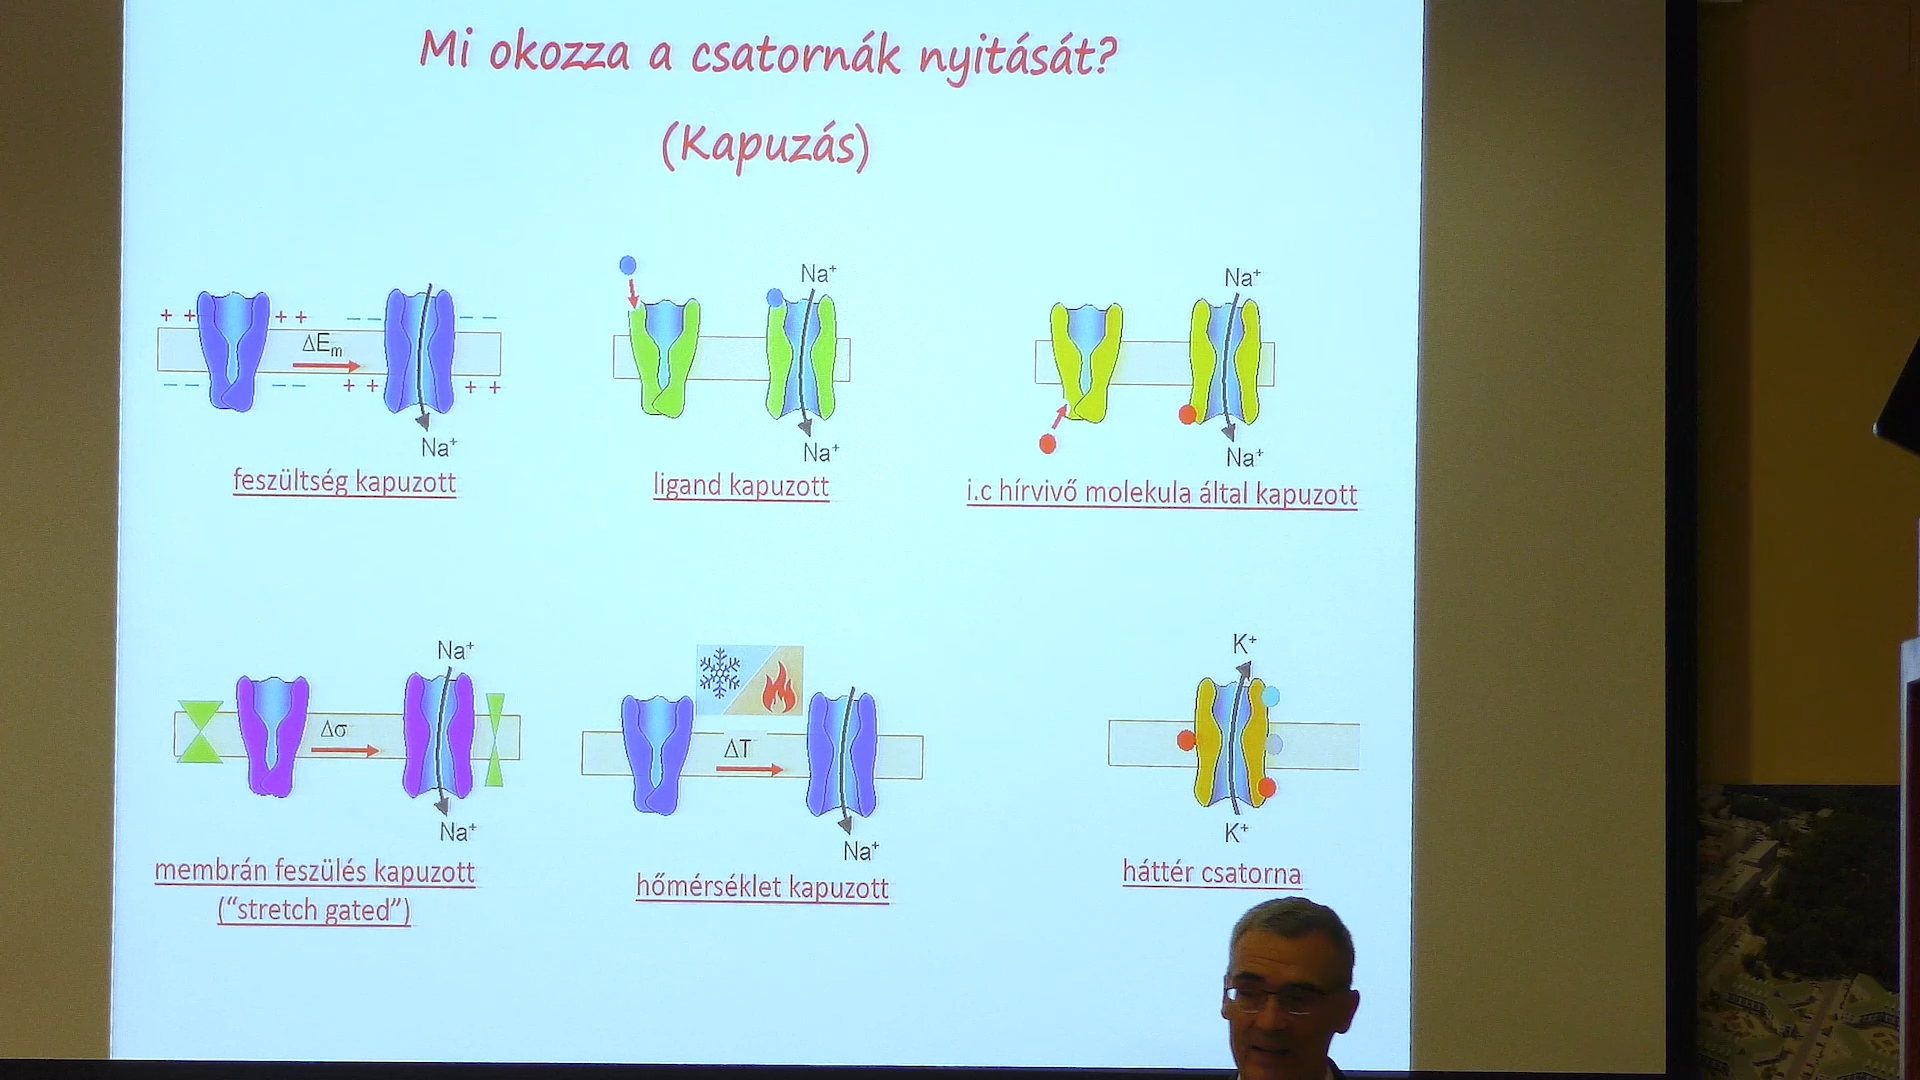 Mi okozza a csatornák nyitását?
(Kapuzás)
Na⁺
Na⁺
+ + + +
ΔEₘ
+ + + +
Na⁺
Na⁺
Na⁺
feszültség kapuzott
ligand kapuzott
i.c hírvivő molekula által kapuzott
Na⁺
K⁺
Δσ
ΔT
Na⁺
Na⁺
K⁺
membrán feszülés kapuzott
("stretch gated")
hőmérséklet kapuzott
háttér csatorna